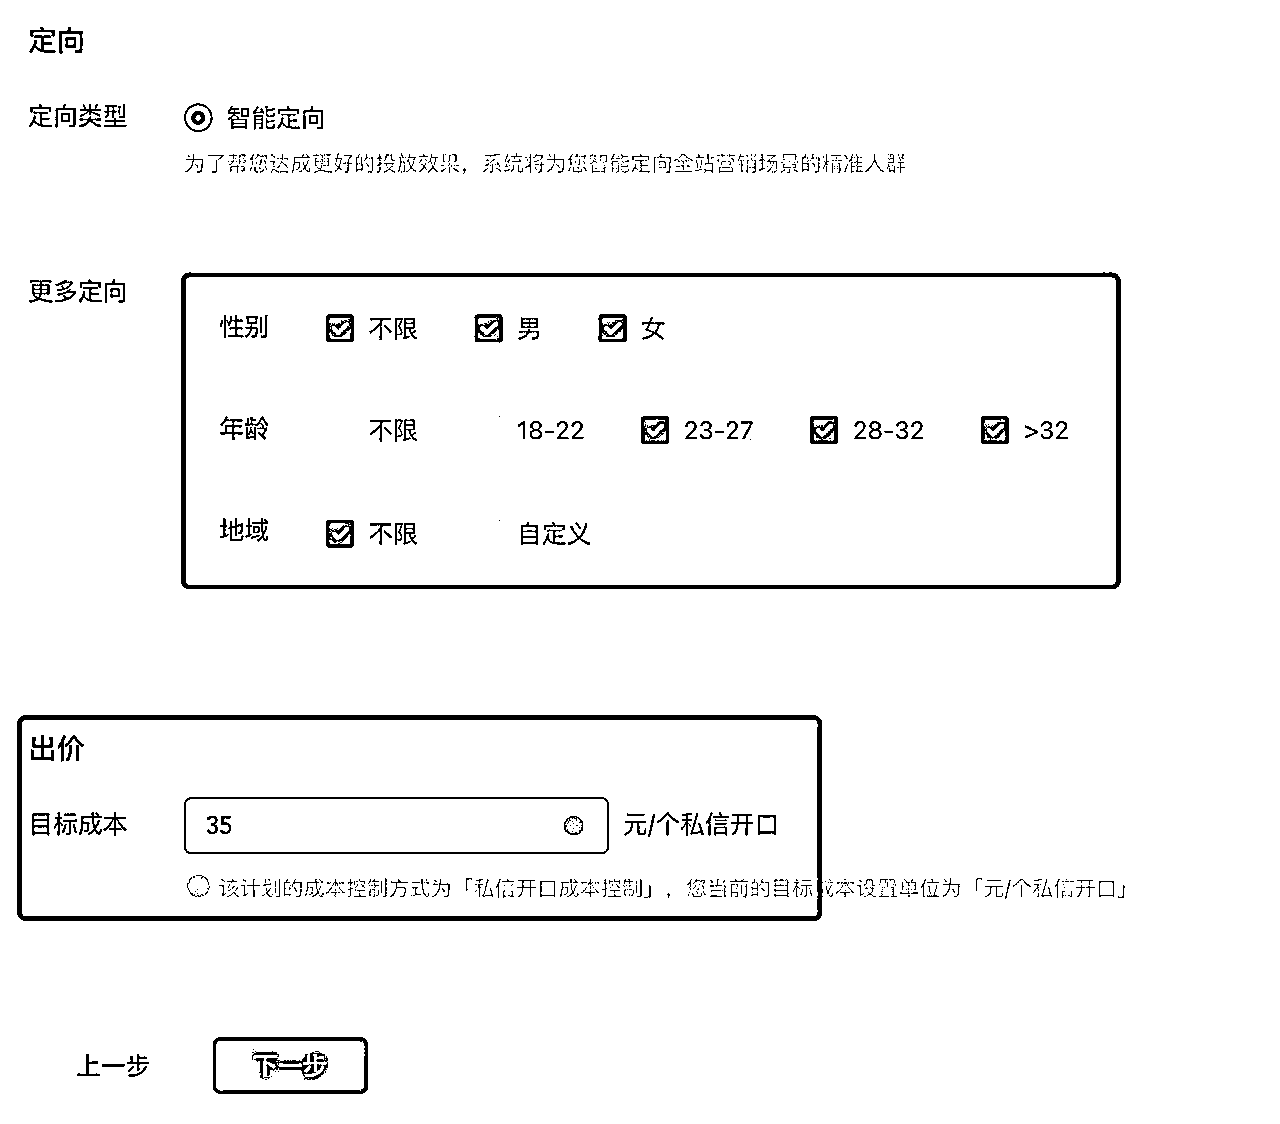 定向
定向类型 智能定向
为了帮您达成更好的投放效果，系统将为您智能定向全站营销场景的精准人群
更多定向
性别 不限 男 女
年龄 不限 18-22 23-27 28-32 >32
地域 不限 自定义
出价
目标成本 35 元/个私信开口
该计划的成本控制方式为「私信开口成本控制」，您当前的目标成本设置单位为「元/个私信开口」
上一步 下一步